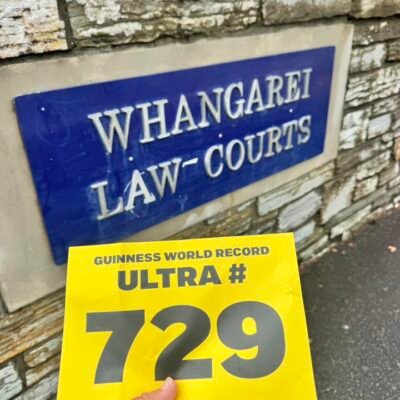 WHANGAREI
LAW-COURTS
GUINNESS WORLD RECORD
ULTRA #
729